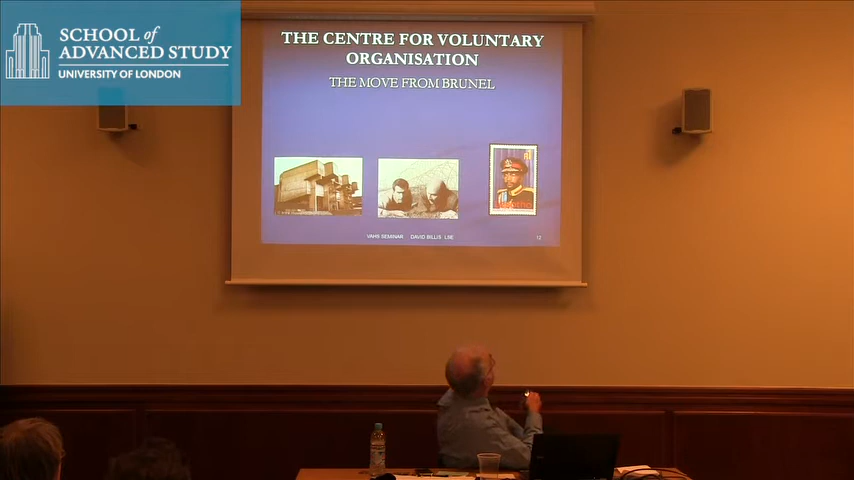 SCHOOL of
ADVANCED STUDY
UNIVERSITY OF LONDON
THE CENTRE FOR VOLUNTARY
ORGANISATION
THE MOVE FROM BRUNEL
VAHS SEMINAR DAVID BILLIS LSE
12